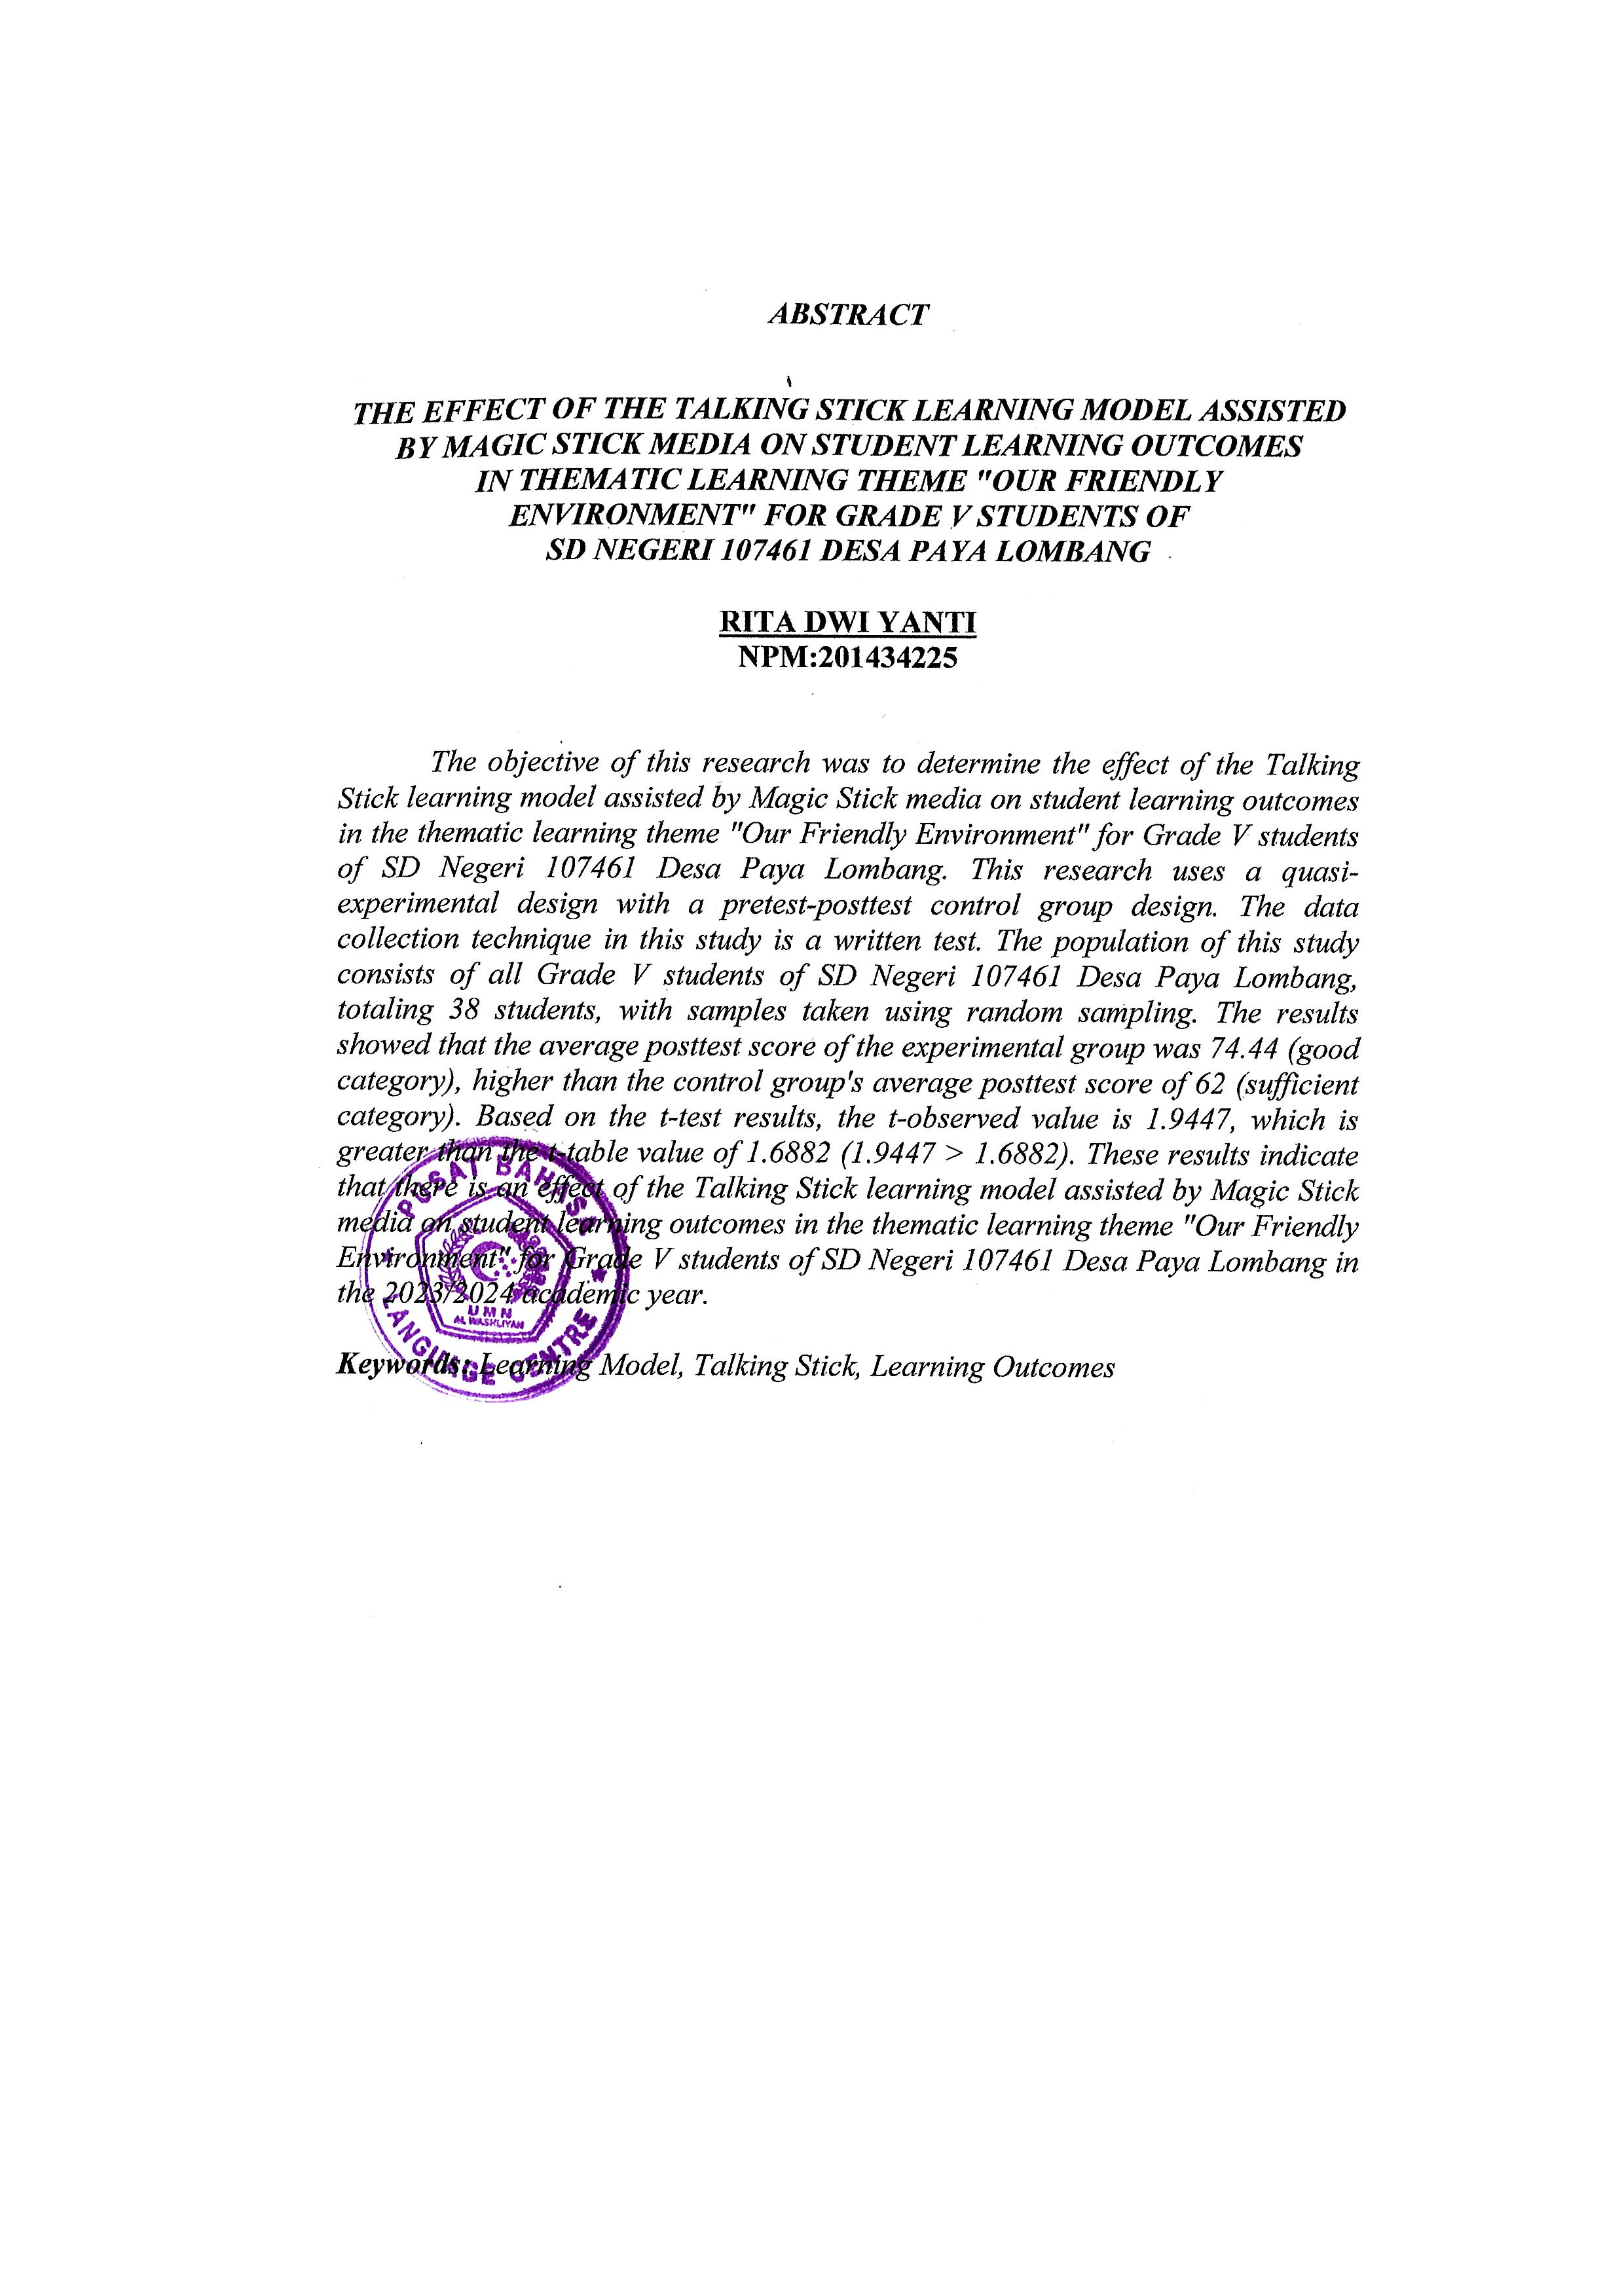 ABSTRACT
THE EFFECT OF THE TALKING STICK LEARNING MODEL ASSISTED
BY MAGIC STICK MEDIA ON STUDENT LEARNING OUTCOMES
IN THEMATIC LEARNING THEME "OUR FRIENDLY
ENVIRONMENT" FOR GRADE V STUDENTS OF
SD NEGERI 107461 DESA PAYA LOMBANG
RITA DWI YANTI
NPM:201434225
The objective of this research was to determine the effect of the Talking
Stick learning model assisted by Magic Stick media on student learning outcomes
in the thematic learning theme "Our Friendly Environment" for Grade V students
of SD Negeri 107461 Desa Paya Lombang. This research uses a quasi-
experimental design with a pretest-posttest control group design. The data
collection technique in this study is a written test. The population of this study
consists of all Grade V students of SD Negeri 107461 Desa Paya Lombang,
totaling 38 students, with samples taken using random sampling. The results
showed that the average posttest score of the experimental group was 74.44 (good
category), higher than the control group's average posttest score of 62 (sufficient
category). Based on the t-test results, the t-observed value is 1.9447, which is
greater than the t-table value of 1.6882 (1.9447 > 1.6882). These results indicate
that there is an effect of the Talking Stick learning model assisted by Magic Stick
media on student learning outcomes in the thematic learning theme "Our Friendly
Environment" for Grade V students of SD Negeri 107461 Desa Paya Lombang in
the 2023/2024 academic year.
Keywords: Learning Model, Talking Stick, Learning Outcomes
PUSAT BAHASA
UMN
AL WASHLIYAH
LANGUAGE CENTRE